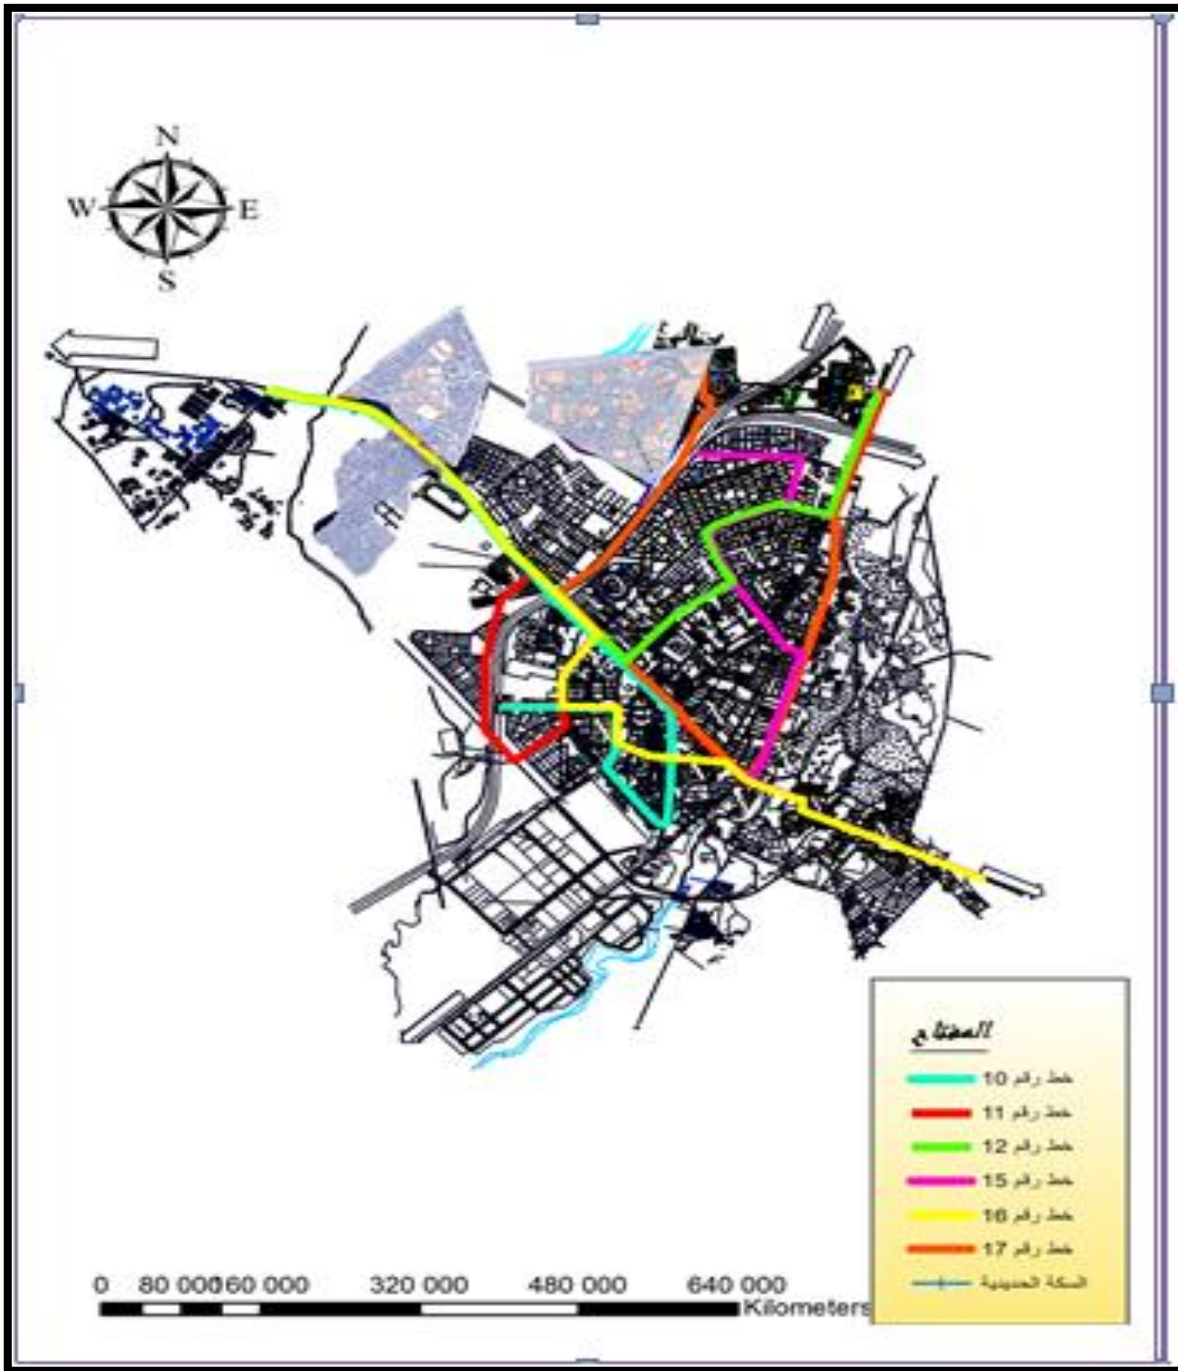 N
W E
S
0 80 000160 000 320 000 480 000 640 000
Kilometers
المفتاح
خط رقم 10
خط رقم 11
خط رقم 12
خط رقم 15
خط رقم 16
خط رقم 17
السكة الحديدية